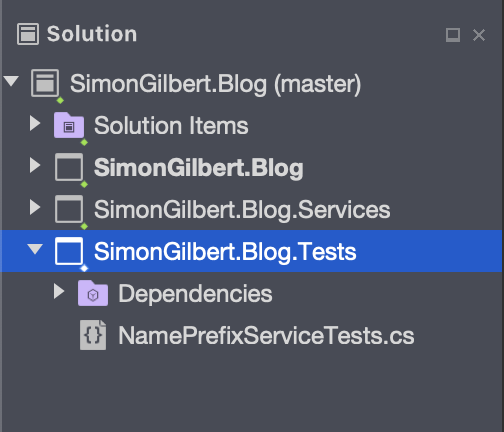 Solution
SimonGilbert.Blog (master)
Solution Items
SimonGilbert.Blog
SimonGilbert.Blog.Services
SimonGilbert.Blog.Tests
Dependencies
NamePrefixServiceTests.cs